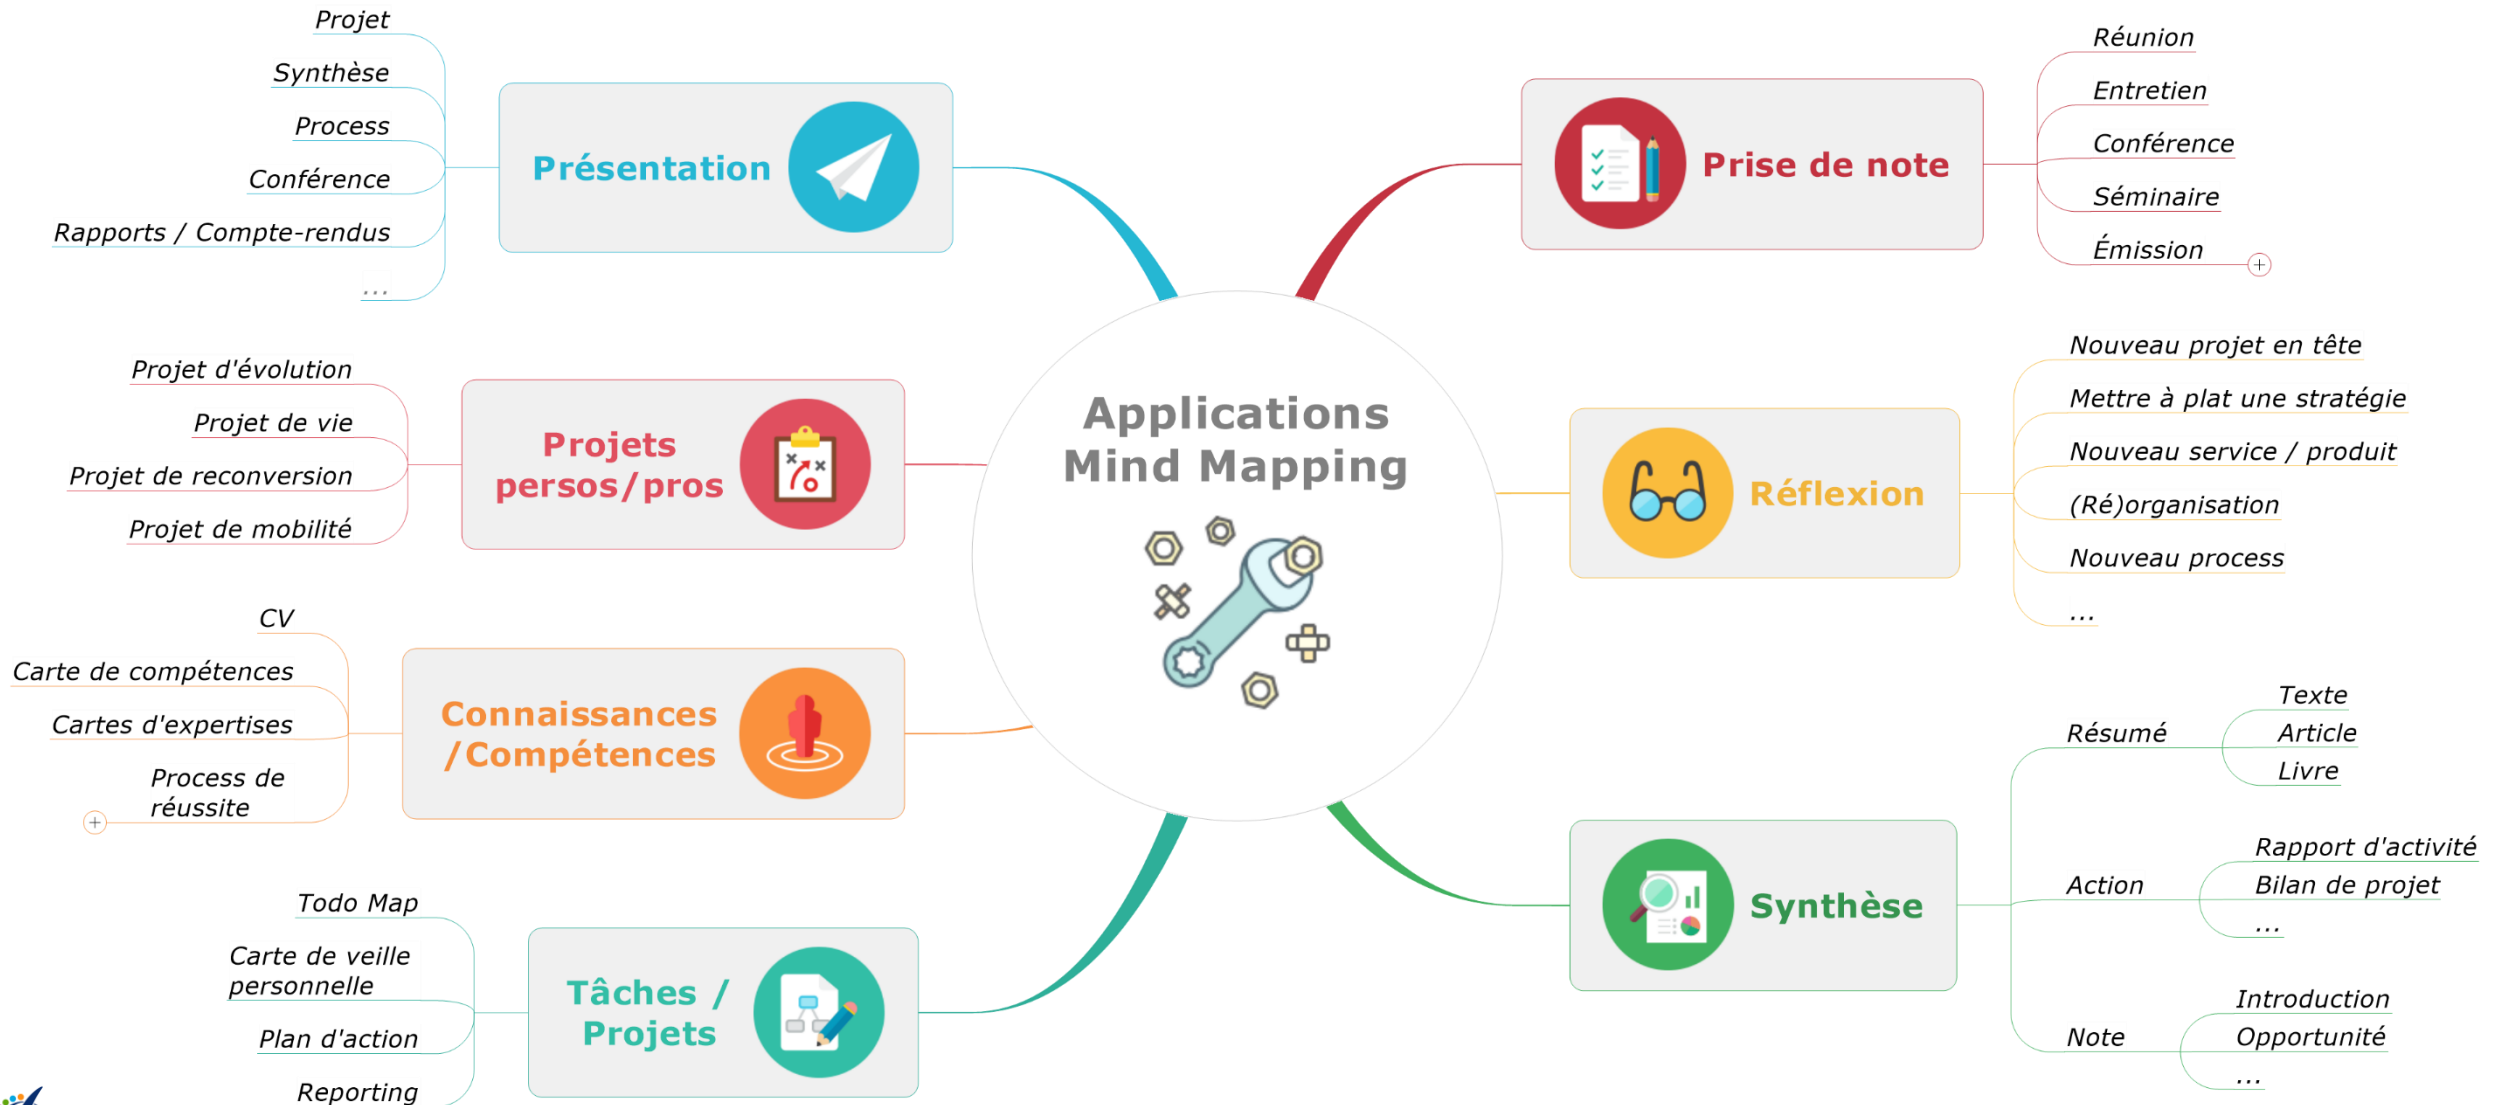 Applications
Mind Mapping
Prise de note
Réunion
Entretien
Conférence
Séminaire
Émission
Réflexion
Nouveau projet en tête
Mettre à plat une stratégie
Nouveau service / produit
(Ré)organisation
Nouveau process
...
Synthèse
Résumé
Texte
Article
Livre
Action
Rapport d'activité
Bilan de projet
...
Note
Introduction
Opportunité
...
Présentation
Projet
Synthèse
Process
Conférence
Rapports / Compte-rendus
...
Projets
persos/pros
Projet d'évolution
Projet de vie
Projet de reconversion
Projet de mobilité
Connaissances
/Compétences
CV
Carte de compétences
Cartes d'expertises
Process de
réussite
Tâches /
Projets
Todo Map
Carte de veille
personnelle
Plan d'action
Reporting